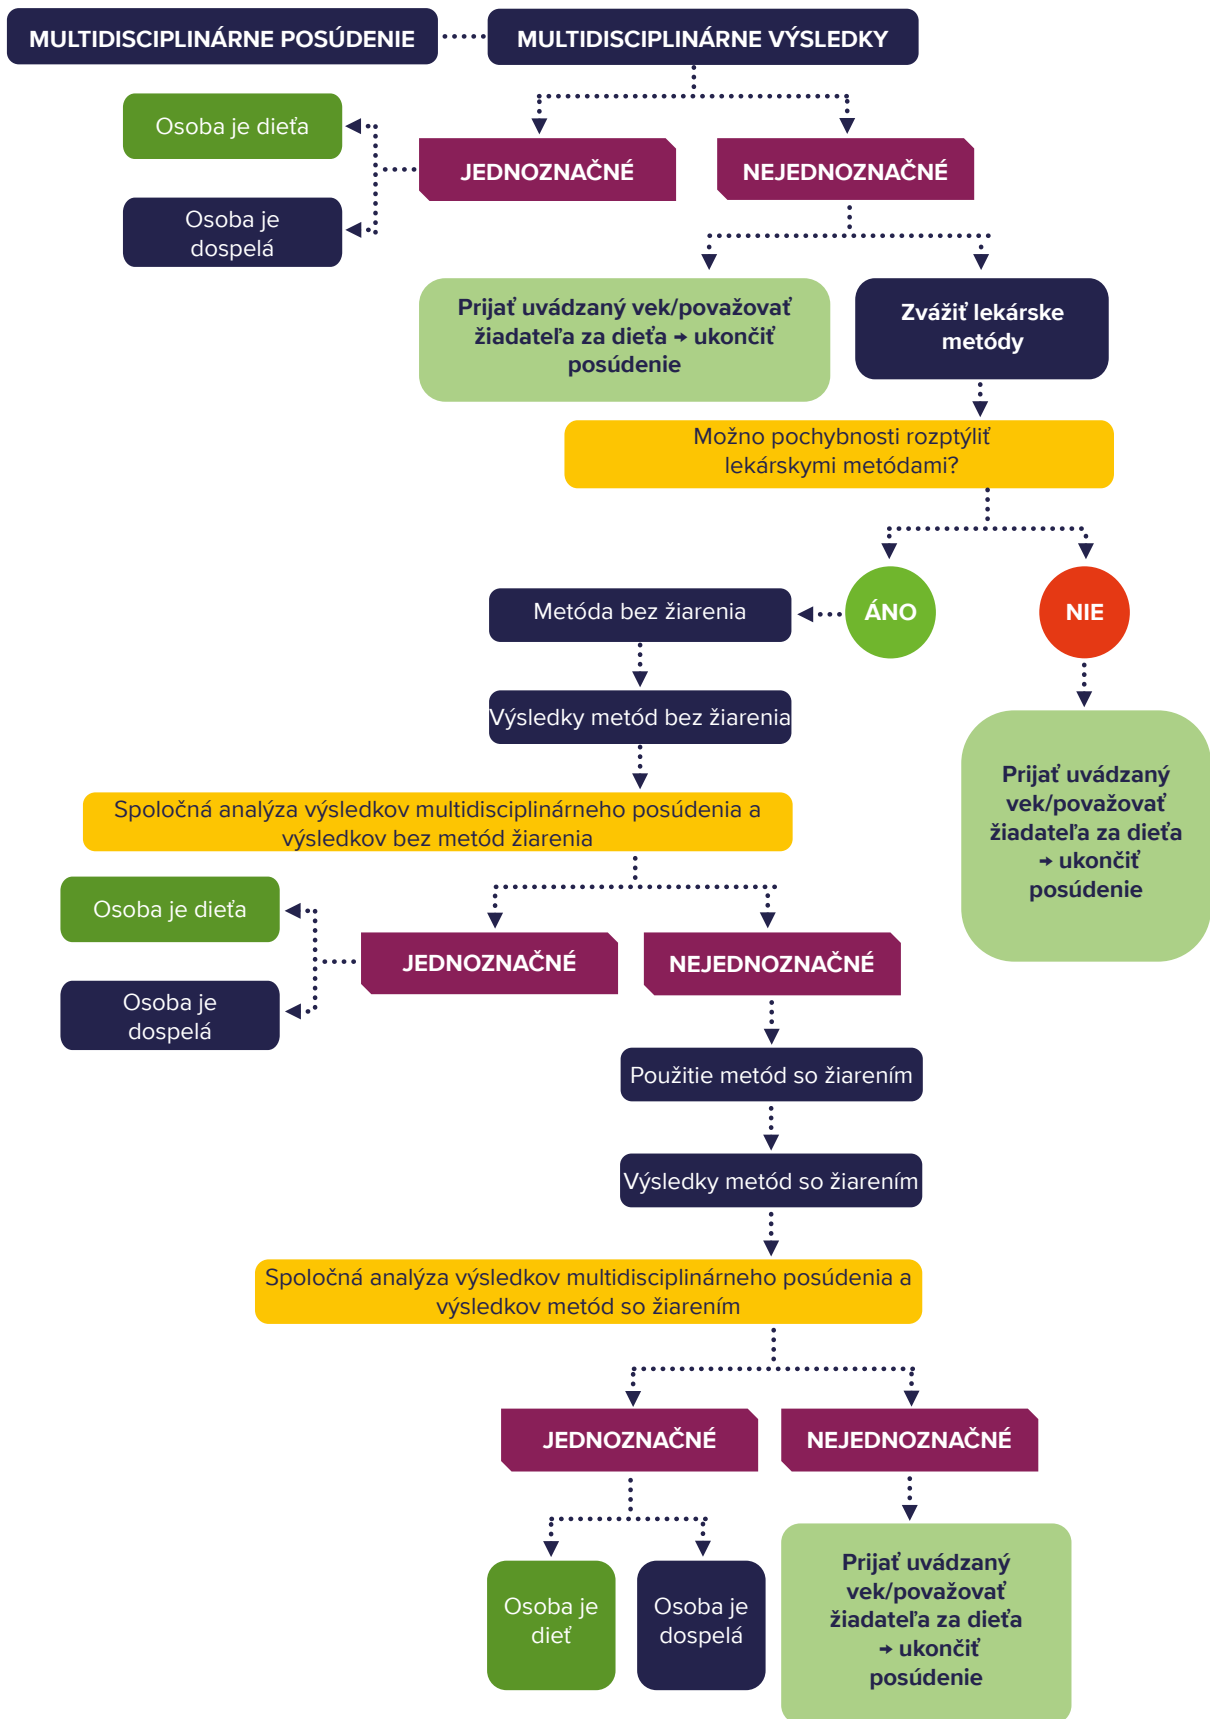 MULTIDISCIPLINÁRNE POSÚDENIE
MULTIDISCIPLINÁRNE VÝSLEDKY
Osoba je dieťa
Osoba je
dospelá
JEDNOZNAČNÉ
NEJEDNOZNAČNÉ
Prijať uvádzaný vek/považovať
žiadateľa za dieťa → ukončiť
posúdenie
Zvážiť lekárske
metódy
Možno pochybnosti rozptýliť
lekárskymi metódami?
ÁNO
NIE
Metóda bez žiarenia
Výsledky metód bez žiarenia
Prijať uvádzaný
vek/považovať
žiadateľa za dieťa
→ ukončiť
posúdenie
Spoločná analýza výsledkov multidisciplinárneho posúdenia a
výsledkov bez metód žiarenia
Osoba je dieťa
Osoba je
dospelá
JEDNOZNAČNÉ
NEJEDNOZNAČNÉ
Použitie metód so žiarením
Výsledky metód so žiarením
Spoločná analýza výsledkov multidisciplinárneho posúdenia a
výsledkov metód so žiarením
JEDNOZNAČNÉ
NEJEDNOZNAČNÉ
Osoba je
dieť
Osoba je
dospelá
Prijať uvádzaný
vek/považovať
žiadateľa za dieťa
→ ukončiť
posúdenie